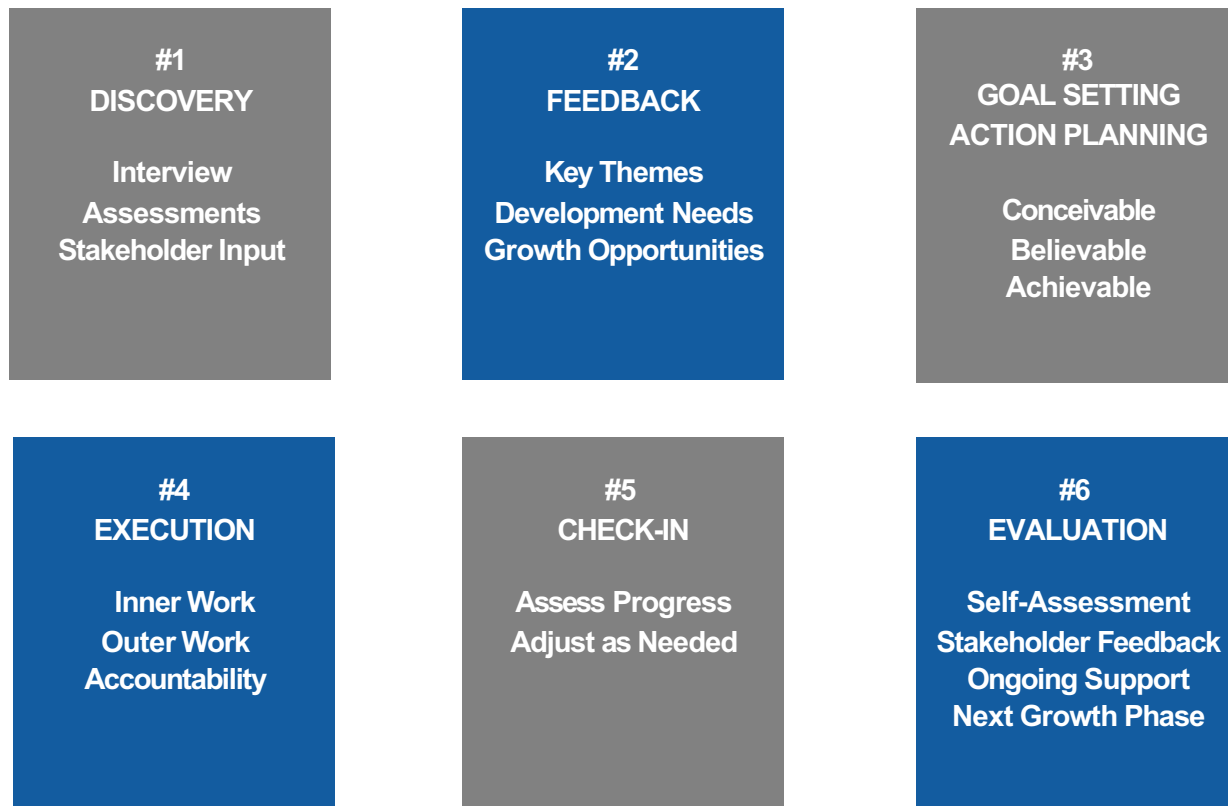 #1
DISCOVERY
Interview
Assessments
Stakeholder Input
#2
FEEDBACK
Key Themes
Development Needs
Growth Opportunities
#3
GOAL SETTING
ACTION PLANNING
Conceivable
Believable
Achievable
#4
EXECUTION
Inner Work
Outer Work
Accountability
#5
CHECK-IN
Assess Progress
Adjust as Needed
#6
EVALUATION
Self-Assessment
Stakeholder Feedback
Ongoing Support
Next Growth Phase